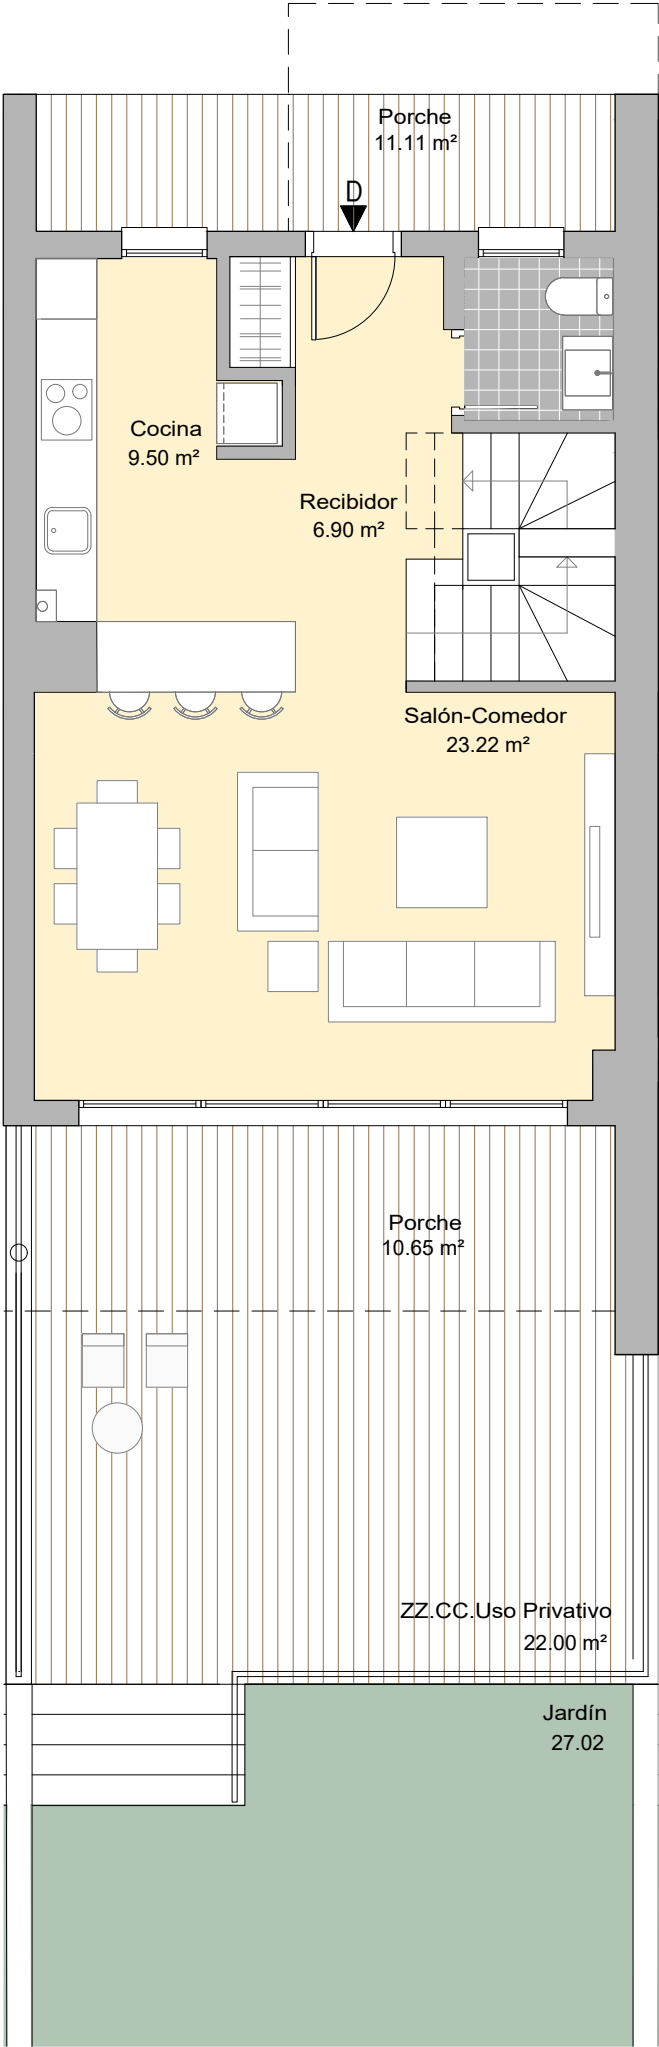 Porche
11.11 m²
D
Cocina
9.50 m²
Recibidor
6.90 m²
Salón-Comedor
23.22 m²
Porche
10.65 m²
ZZ.CC.Uso Privativo
22.00 m²
Jardín
27.02